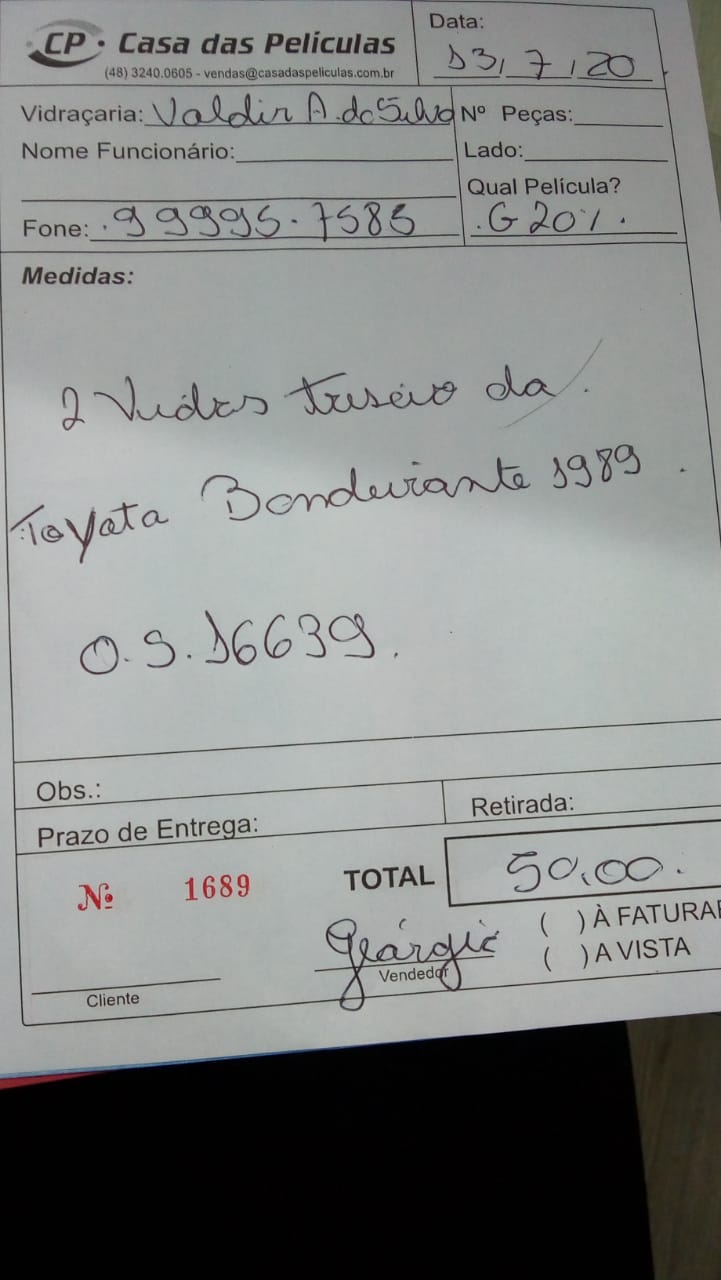 CP · Casa das Películas
(48) 3240.0605 - vendas@casadaspeliculas.com.br
Data:
13, 7, 20
Vidraçaria: Valdir A. da Silva
Nº Peças:
Nome Funcionário:
Lado:
Qual Película?
Fone: .99995-7585
.G20%.
Medidas:
2 Vidros traseiro da.
Toyata Bandeirante 1989.
O.S. 16639.
Obs.:
Prazo de Entrega:
Retirada:
Nº 1689
TOTAL 50,00.
( ) À FATURAR
( ) A VISTA
Vendedor
Cliente